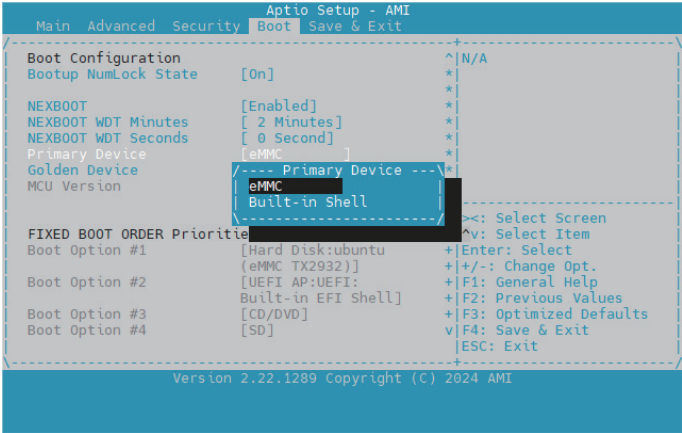 Aptio Setup - AMI
Main Advanced Security Boot Save & Exit
/----------------------------------------------------+---------------------------\
Boot Configuration ^|N/A
Bootup NumLock State [On] *|
*|
NEXBOOT [Enabled] *|
NEXBOOT WDT Minutes [ 2 Minutes] *|
NEXBOOT WDT Seconds [ 0 Second] *|
Primary Device [eMMC ] *|
Golden Device /---- Primary Device ---\*|
MCU Version | eMMC |
| Built-in Shell |
\-----------------------/
><: Select Screen
FIXED BOOT ORDER Prioritie ^v: Select Item
Boot Option #1 [Hard Disk:ubuntu +|Enter: Select
(eMMC TX2932)] +|+/-: Change Opt.
Boot Option #2 [UEFI AP:UEFI: +|F1: General Help
Built-in EFI Shell] +|F2: Previous Values
Boot Option #3 [CD/DVD] +|F3: Optimized Defaults
Boot Option #4 [SD] v|F4: Save & Exit
|ESC: Exit
\----------------------------------------------------+---------------------------/
Version 2.22.1289 Copyright (C) 2024 AMI